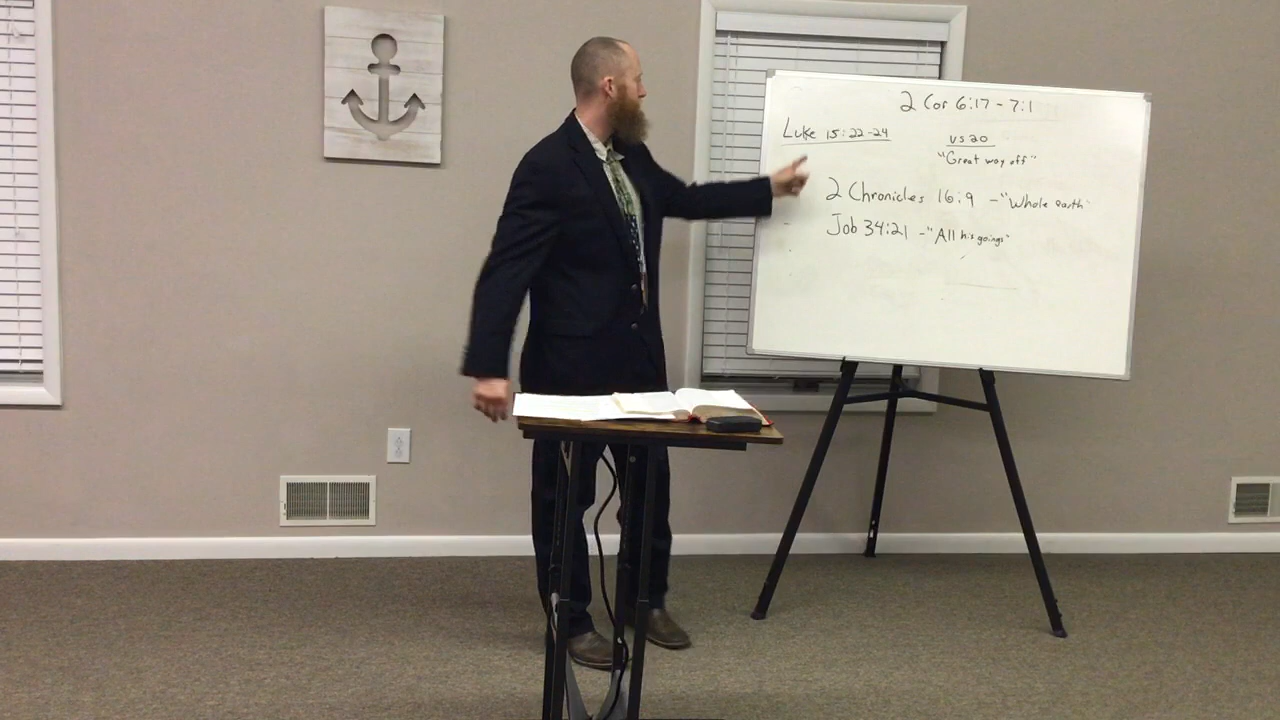 2 Cor 6:17 - 7:1
Luke 15:22-24
vs 20
"Great way off"
2 Chronicles 16:9 - "Whole earth"
Job 34:21 - "All his goings"